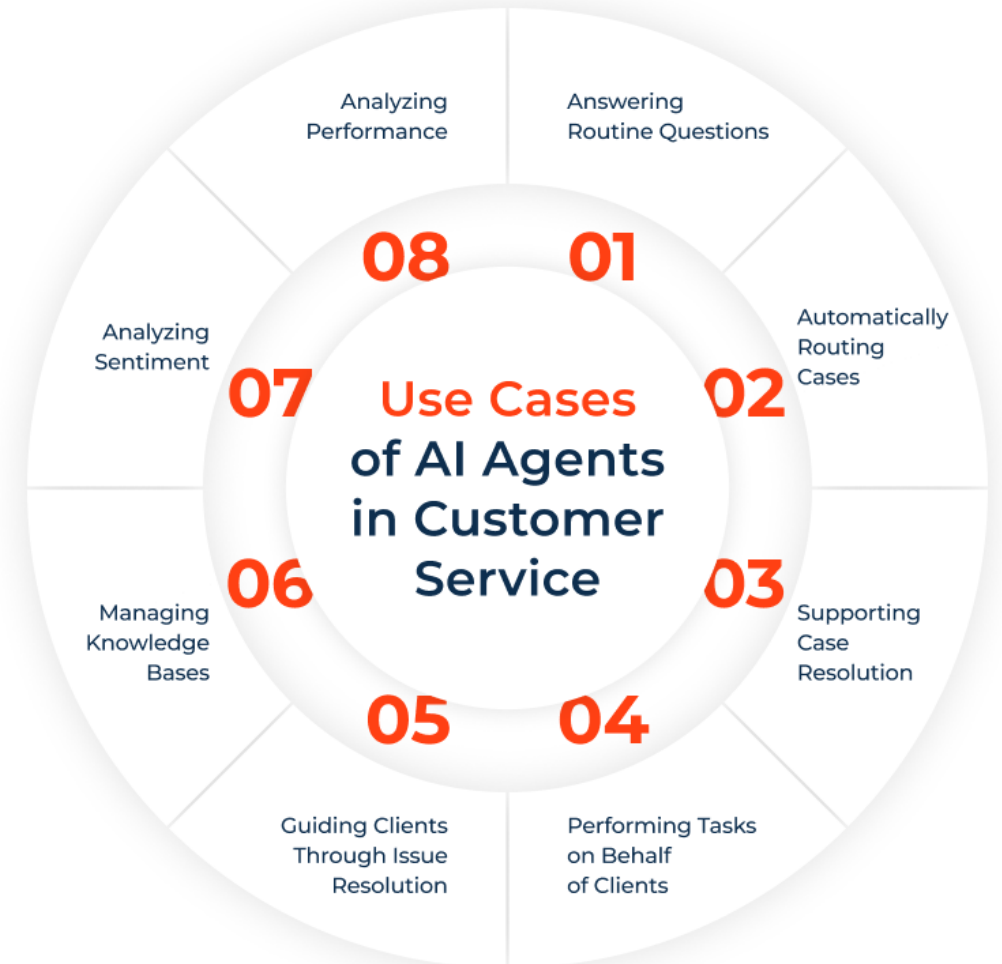 Use Cases
of AI Agents
in Customer
Service
01
Answering
Routine Questions
02
Automatically
Routing
Cases
03
Supporting
Case
Resolution
04
Performing Tasks
on Behalf
of Clients
05
Guiding Clients
Through Issue
Resolution
06
Managing
Knowledge
Bases
07
Analyzing
Sentiment
08
Analyzing
Performance